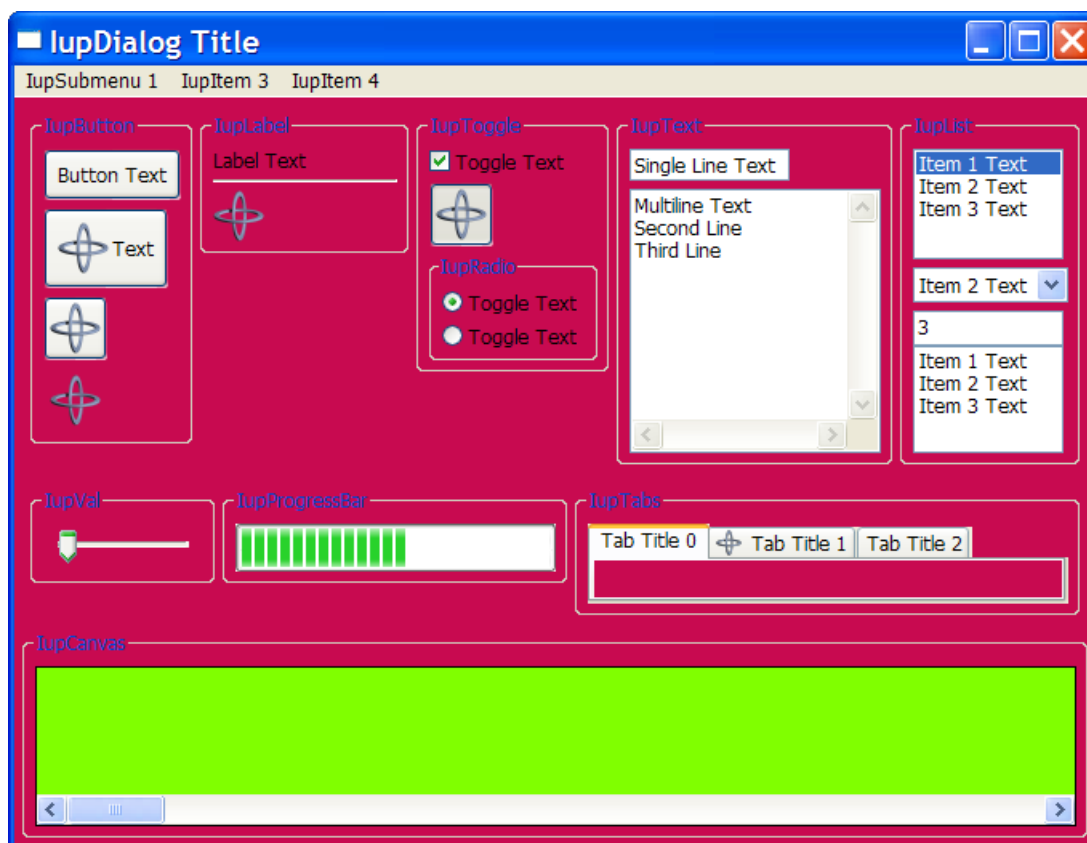 IupDialog Title
IupSubmenu 1 IupItem 3 IupItem 4
IupButton
Button Text
Text
IupLabel
Label Text
IupToggle
Toggle Text
IupRadio
Toggle Text
Toggle Text
IupText
Single Line Text
Multiline Text
Second Line
Third Line
IupList
Item 1 Text
Item 2 Text
Item 3 Text
Item 2 Text
3
Item 1 Text
Item 2 Text
Item 3 Text
IupVal
IupProgressBar
IupTabs
Tab Title 0 Tab Title 1 Tab Title 2
IupCanvas